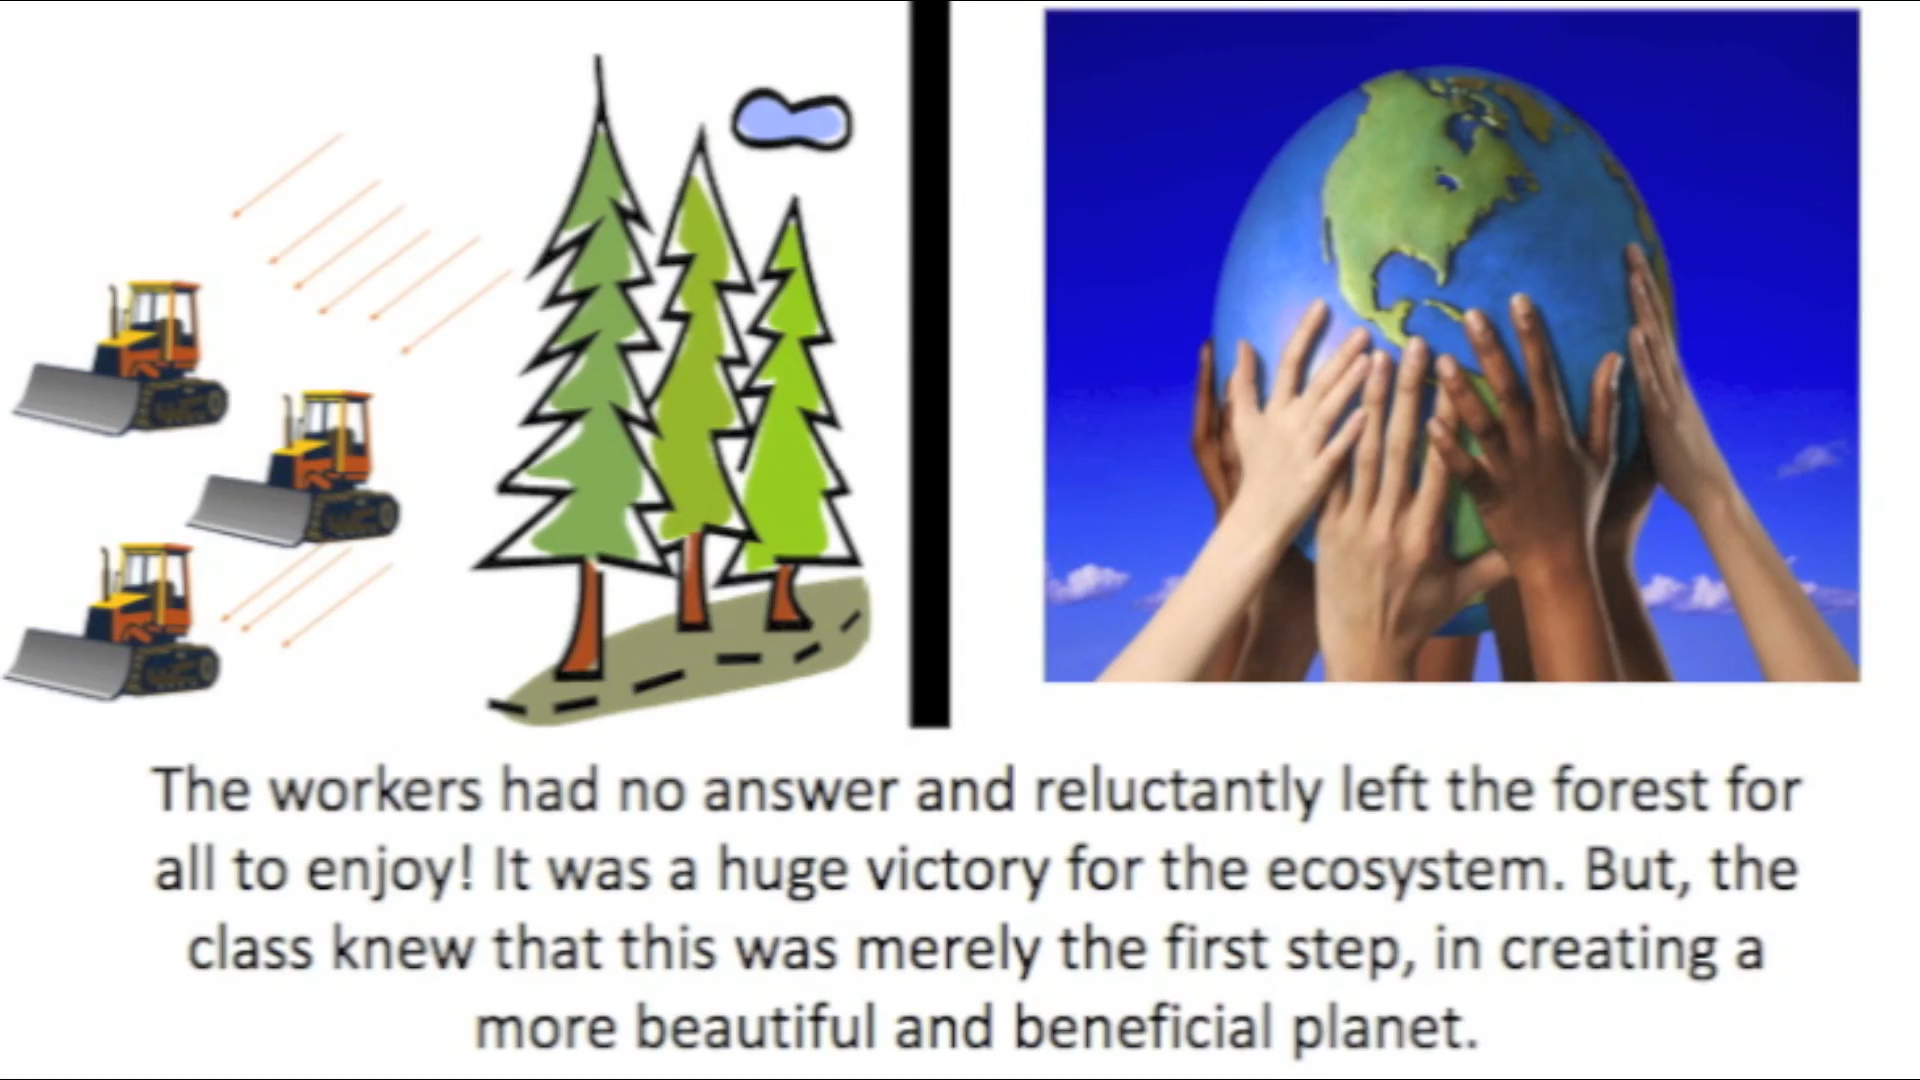 The workers had no answer and reluctantly left the forest for
all to enjoy! It was a huge victory for the ecosystem. But, the
class knew that this was merely the first step, in creating a
more beautiful and beneficial planet.